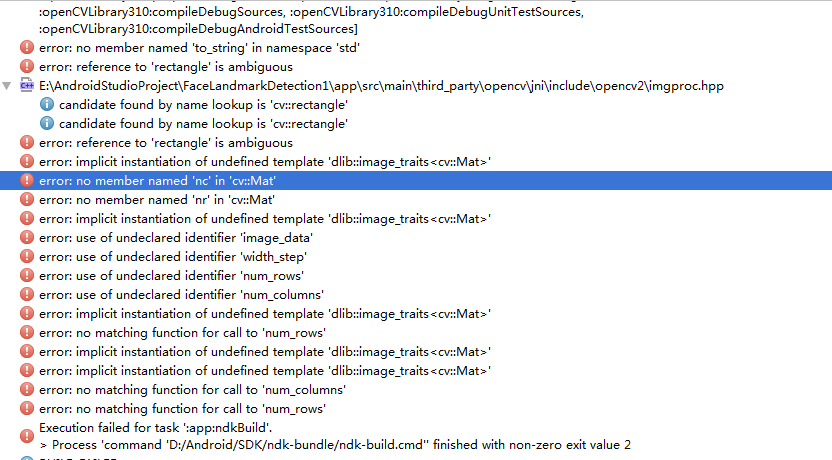 :openCVLibrary310:compileDebugSources, :openCVLibrary310:compileDebugUnitTestSources,
:openCVLibrary310:compileDebugAndroidTestSources]
error: no member named 'to_string' in namespace 'std'
error: reference to 'rectangle' is ambiguous
E:\AndroidStudioProject\FaceLandmarkDetection1\app\src\main\third_party\opencv\jni\include\opencv2\imgproc.hpp
candidate found by name lookup is 'cv::rectangle'
candidate found by name lookup is 'cv::rectangle'
error: reference to 'rectangle' is ambiguous
error: implicit instantiation of undefined template 'dlib::image_traits<cv::Mat>'
error: no member named 'nc' in 'cv::Mat'
error: no member named 'nr' in 'cv::Mat'
error: implicit instantiation of undefined template 'dlib::image_traits<cv::Mat>'
error: use of undeclared identifier 'image_data'
error: use of undeclared identifier 'width_step'
error: use of undeclared identifier 'num_rows'
error: use of undeclared identifier 'num_columns'
error: implicit instantiation of undefined template 'dlib::image_traits<cv::Mat>'
error: no matching function for call to 'num_rows'
error: implicit instantiation of undefined template 'dlib::image_traits<cv::Mat>'
error: implicit instantiation of undefined template 'dlib::image_traits<cv::Mat>'
error: no matching function for call to 'num_columns'
error: no matching function for call to 'num_rows'
Execution failed for task ':app:ndkBuild'.
> Process 'command 'D:/Android/SDK/ndk-bundle/ndk-build.cmd'' finished with non-zero exit value 2